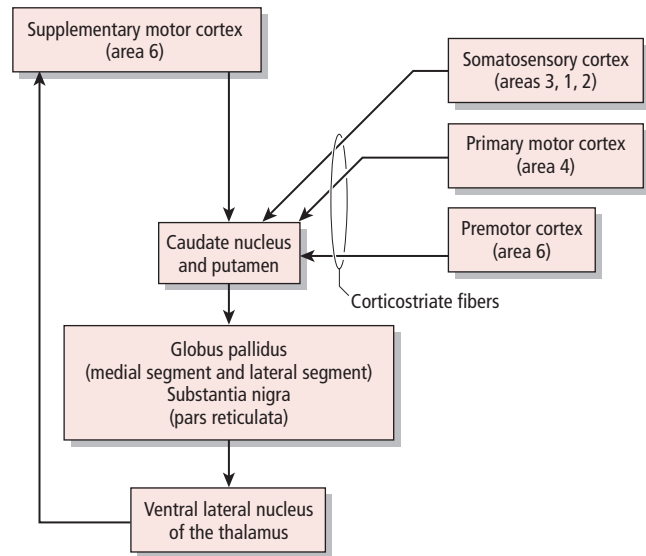 Supplementary motor cortex
(area 6)
Somatosensory cortex
(areas 3, 1, 2)
Primary motor cortex
(area 4)
Premotor cortex
(area 6)
Caudate nucleus
and putamen
Corticostriate fibers
Globus pallidus
(medial segment and lateral segment)
Substantia nigra
(pars reticulata)
Ventral lateral nucleus
of the thalamus